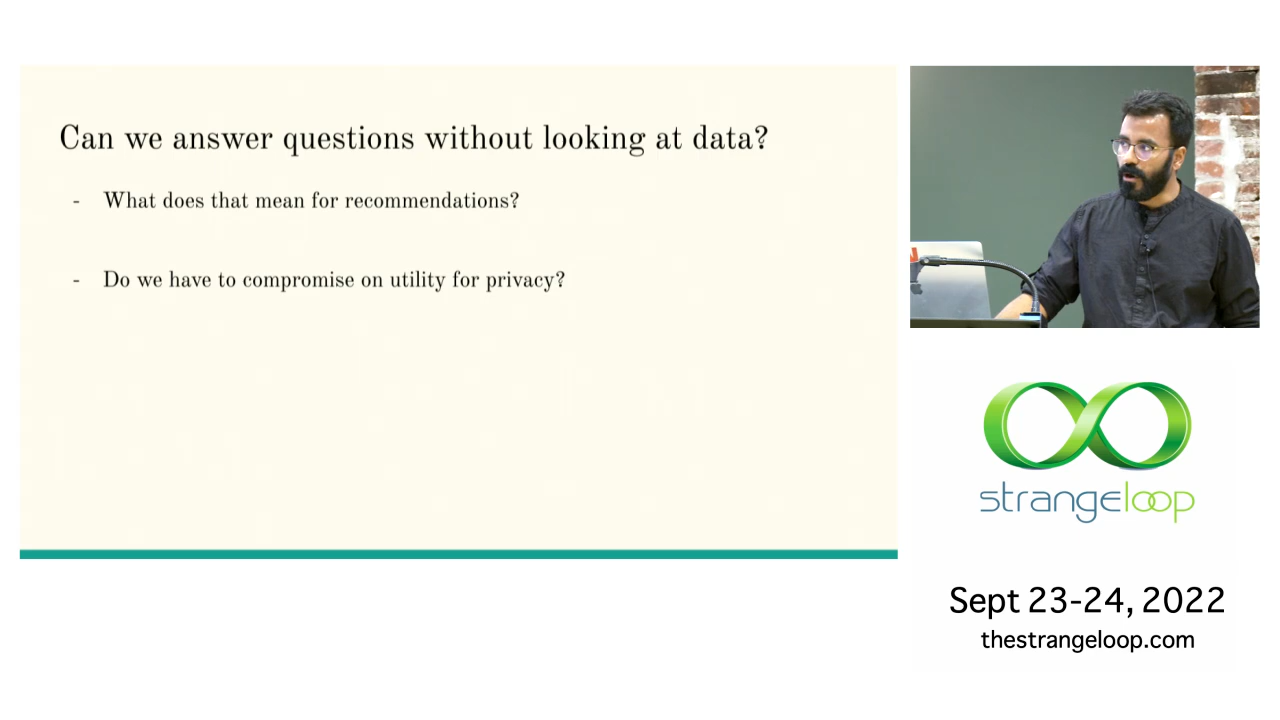 Can we answer questions without looking at data?
- What does that mean for recommendations?
- Do we have to compromise on utility for privacy?
strangeloop
Sept 23-24, 2022
thestrangeloop.com